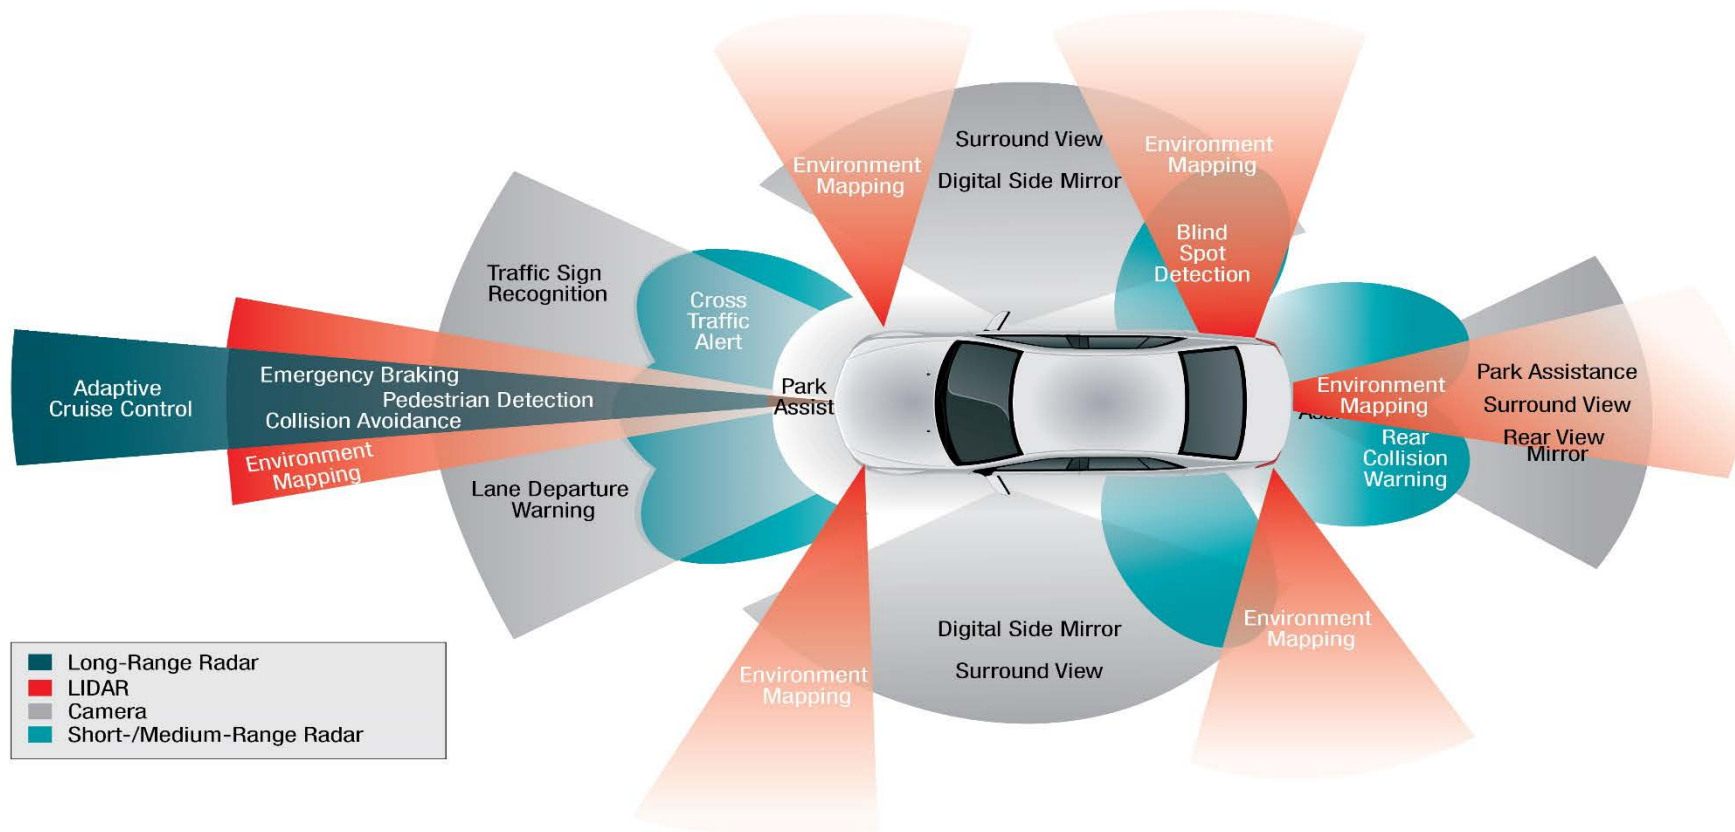 Surround View
Digital Side Mirror
Environment
Mapping
Environment
Mapping
Blind
Spot
Detection
Traffic Sign
Recognition
Cross
Traffic
Alert
Adaptive
Cruise Control
Emergency Braking
Pedestrian Detection
Collision Avoidance
Environment
Mapping
Lane Departure
Warning
Park
Assist
Environment
Mapping
Park Assistance
Surround View
Rear View
Mirror
Rear
Collision
Warning
Environment
Mapping
Digital Side Mirror
Surround View
Environment
Mapping
Long-Range Radar
LIDAR
Camera
Short-/Medium-Range Radar